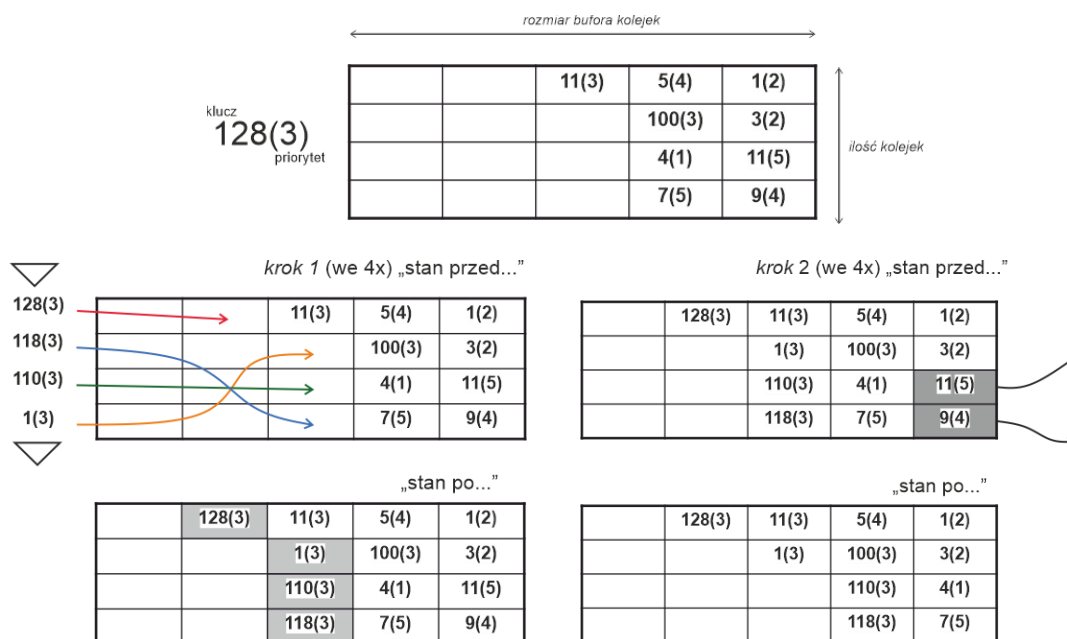 rozmiar bufora kolejek
11(3) 5(4) 1(2)
klucz
128(3)
priorytet
100(3) 3(2)
4(1) 11(5)
7(5) 9(4)
ilość kolejek
krok 1 (we 4x) „stan przed...”
128(3) 11(3) 5(4) 1(2)
118(3) 100(3) 3(2)
110(3) 4(1) 11(5)
1(3) 7(5) 9(4)
krok 2 (we 4x) „stan przed...”
128(3) 11(3) 5(4) 1(2)
1(3) 100(3) 3(2)
110(3) 4(1) 11(5)
118(3) 7(5) 9(4)
„stan po...”
128(3) 11(3) 5(4) 1(2)
1(3) 100(3) 3(2)
110(3) 4(1) 11(5)
118(3) 7(5) 9(4)
„stan po...”
128(3) 11(3) 5(4) 1(2)
1(3) 100(3) 3(2)
110(3) 4(1)
118(3) 7(5)